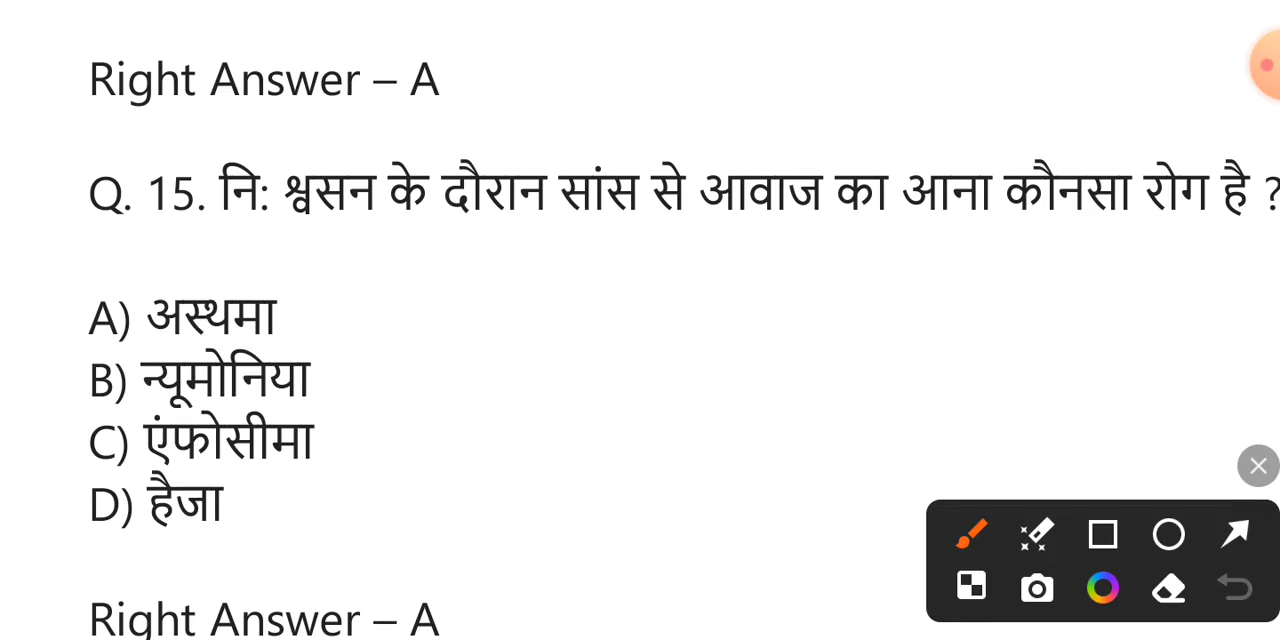 Right Answer – A
Q. 15. नि: श्वसन के दौरान सांस से आवाज का आना कौनसा रोग है ?
A) अस्थमा
B) न्यूमोनिया
C) एंफोसीमा
D) हैजा
Right Answer – A